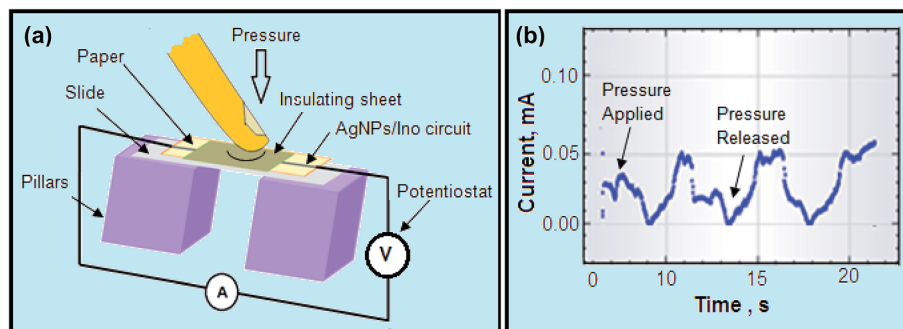 (a)
Pressure
Paper
Slide
Insulating sheet
AgNPs/Ino circuit
Pillars
Potentiostat
V
A
(b)
Current, mA
0.10
0.05
0.00
Pressure
Applied
Pressure
Released
0 10 15 20
Time , s